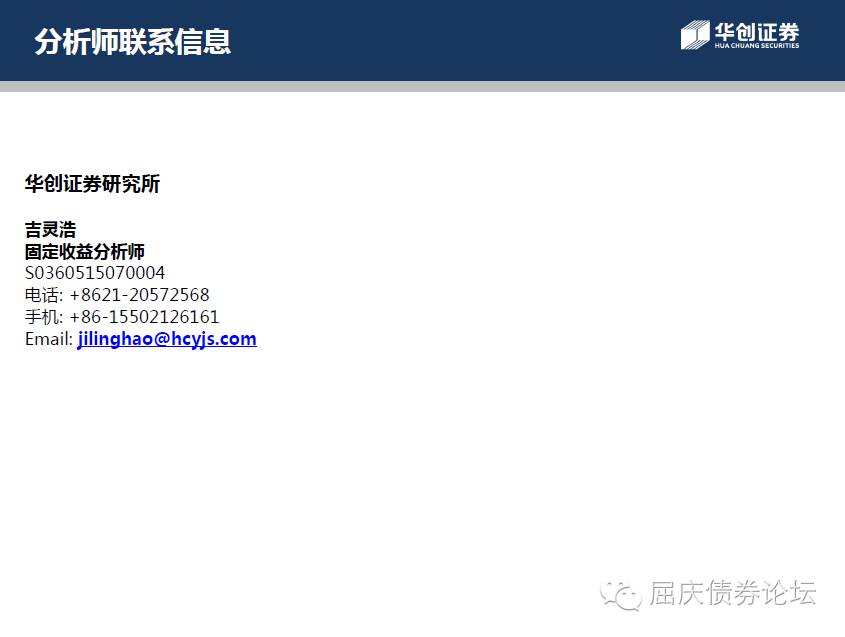 分析师联系信息
华创证券
HUA CHUANG SECURITIES
华创证券研究所
吉灵浩
固定收益分析师
S0360515070004
电话: +8621-20572568
手机: +86-15502126161
Email: jilinghao@hcyjs.com
屈庆债券论坛